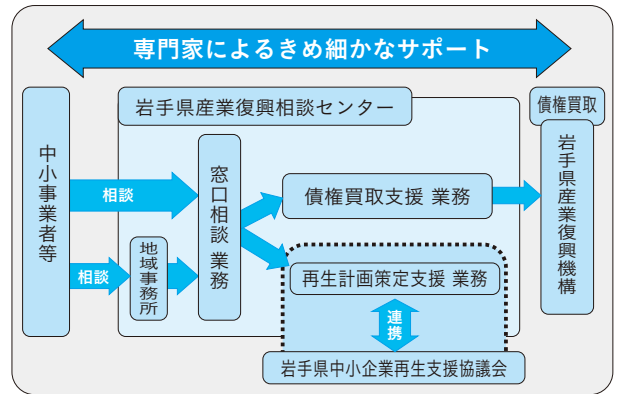 専門家によるきめ細かなサポート
岩手県産業復興相談センター
債権買取
中小事業者等
相談
相談
地域事務所
窓口相談 業務
債権買取支援 業務
再生計画策定支援 業務
連携
岩手県中小企業再生支援協議会
岩手県産業復興機構